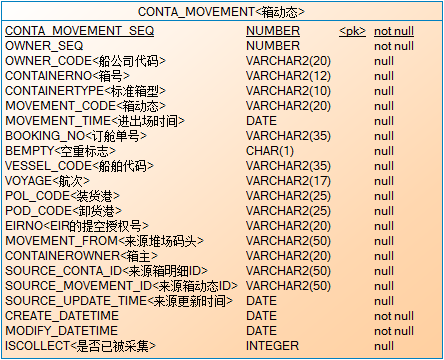 CONTA_MOVEMENT<箱动态>
CONTA_MOVEMENT_SEQ NUMBER <pk> not null
OWNER_SEQ NUMBER not null
OWNER_CODE<船公司代码> VARCHAR2(20) null
CONTAINERNO<箱号> VARCHAR2(12) null
CONTAINERTYPE<标准箱型> VARCHAR2(10) null
MOVEMENT_CODE<箱动态> VARCHAR2(20) null
MOVEMENT_TIME<进出场时间> DATE null
BOOKING_NO<订舱单号> VARCHAR2(35) null
BEMPTY<空重标志> CHAR(1) null
VESSEL_CODE<船舶代码> VARCHAR2(35) null
VOYAGE<航次> VARCHAR2(17) null
POL_CODE<装货港> VARCHAR2(25) null
POD_CODE<卸货港> VARCHAR2(25) null
EIRNO<EIR的提空授权号> VARCHAR2(20) null
MOVEMENT_FROM<来源堆场码头> VARCHAR2(50) null
CONTAINEROWNER<箱主> VARCHAR2(20) null
SOURCE_CONTA_ID<来源箱明细ID> VARCHAR2(50) null
SOURCE_MOVEMENT_ID<来源箱动态ID> VARCHAR2(50) null
SOURCE_UPDATE_TIME<来源更新时间> DATE null
CREATE_DATETIME DATE not null
MODIFY_DATETIME DATE not null
ISCOLLECT<是否已被采集> INTEGER null